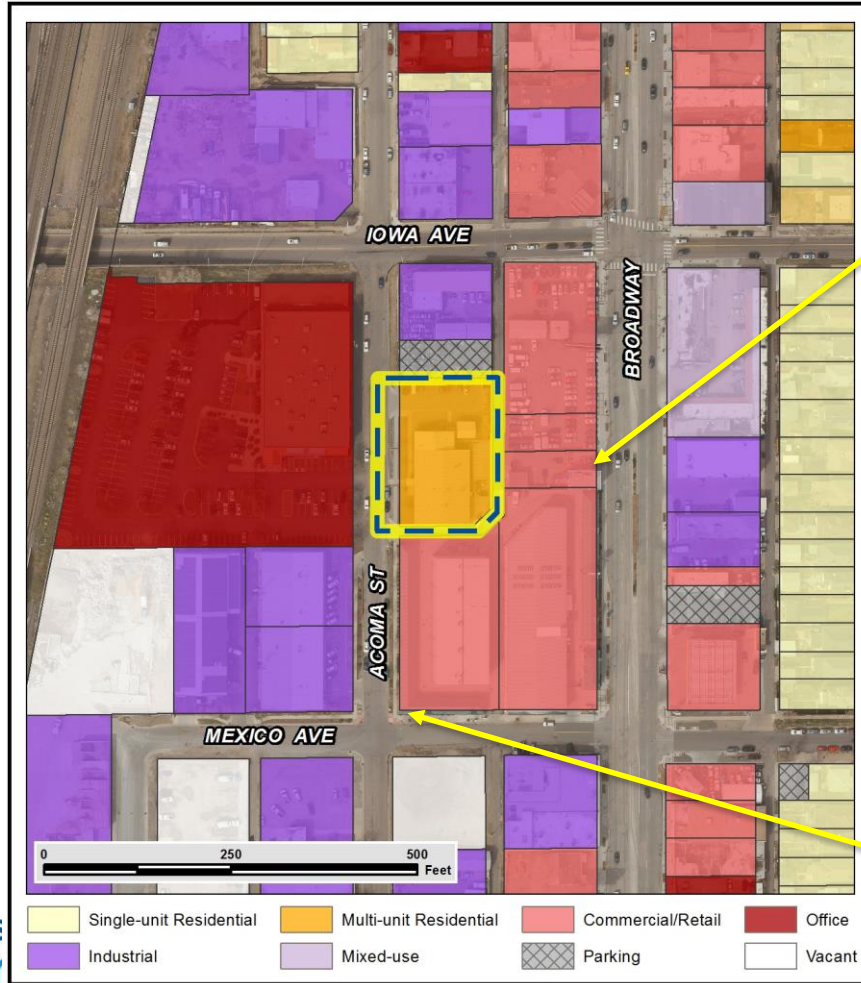 IOWA AVE
BROADWAY
ACOMA ST
MEXICO AVE
0 250 500
Feet
Single-unit Residential Multi-unit Residential Commercial/Retail Office
Industrial Mixed-use Parking Vacant